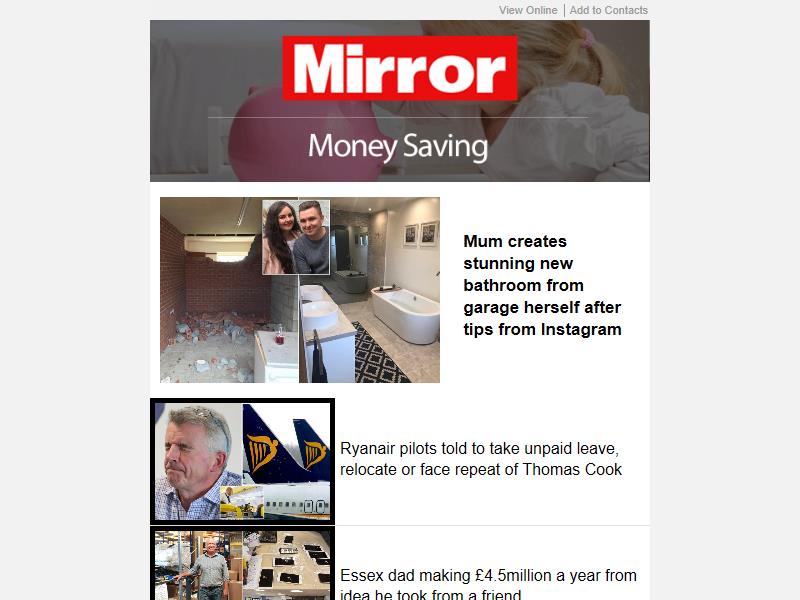 View Online | Add to Contacts
Mirror
Money Saving
Mum creates
stunning new
bathroom from
garage herself after
tips from Instagram
Ryanair pilots told to take unpaid leave,
relocate or face repeat of Thomas Cook
Essex dad making £4.5million a year from
idea he took from a friend